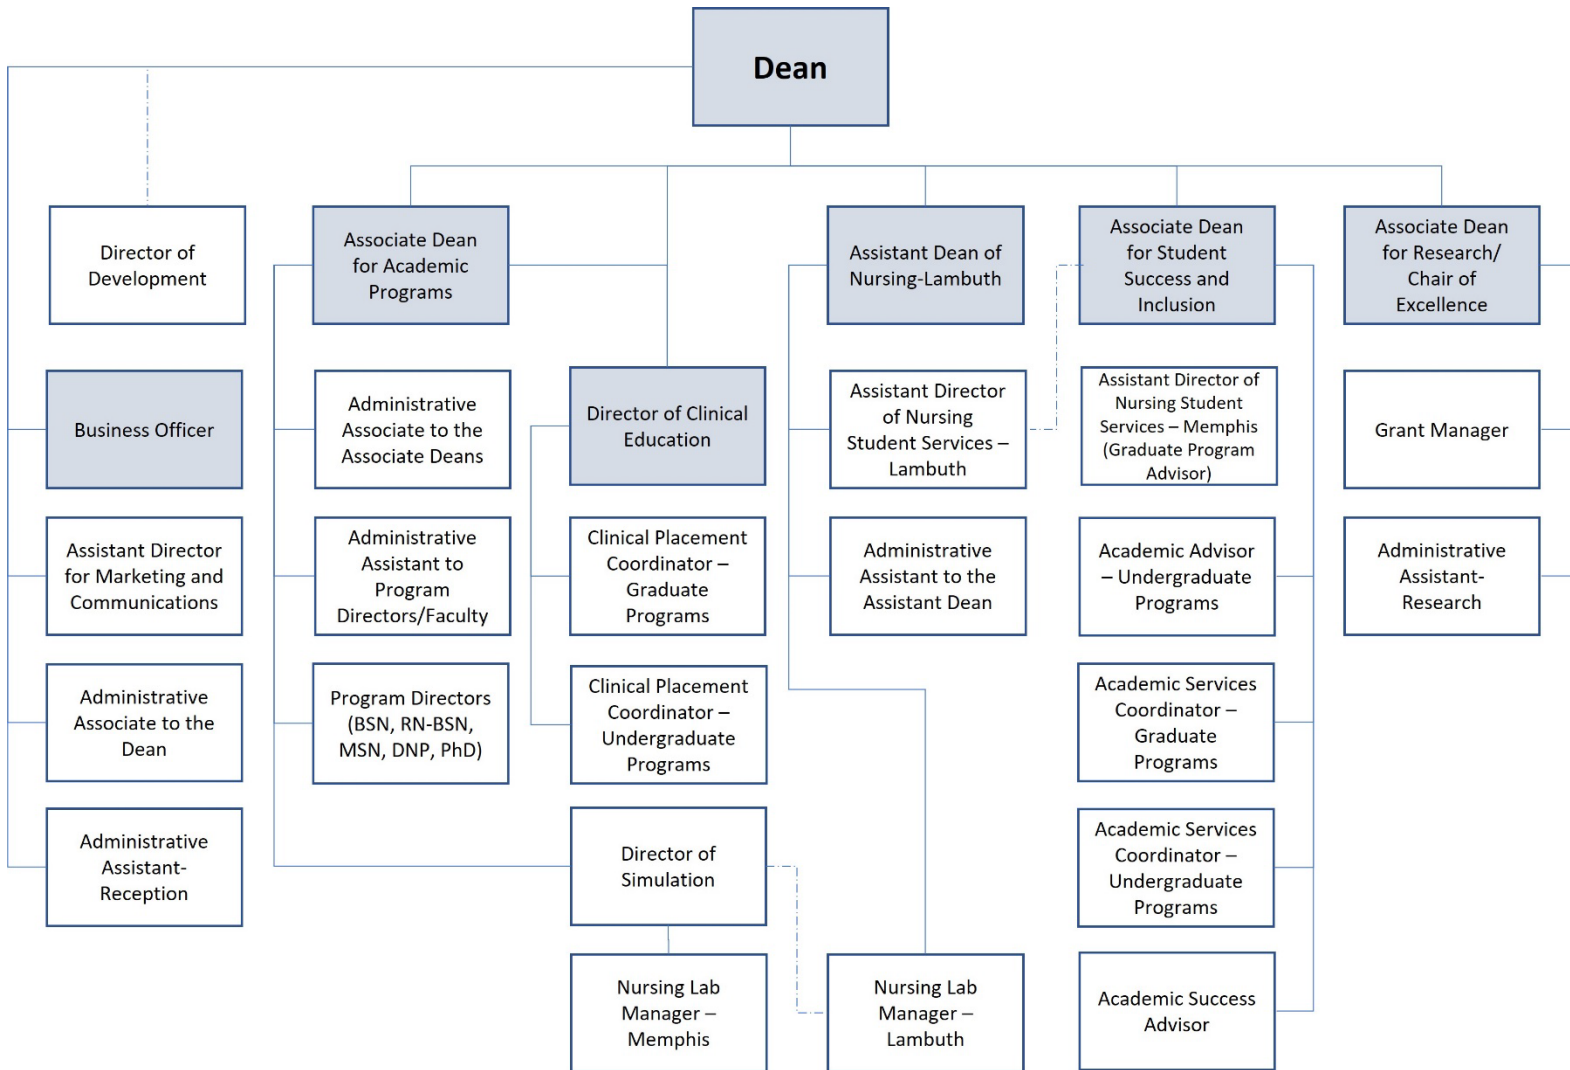 Dean
Director of
Development
Associate Dean
for Academic
Programs
Assistant Dean of
Nursing-Lambuth
Associate Dean
for Student
Success and
Inclusion
Associate Dean
for Research/
Chair of
Excellence
Business Officer
Administrative
Associate to the
Associate Deans
Director of Clinical
Education
Assistant Director
of Nursing
Student Services –
Lambuth
Assistant Director of
Nursing Student
Services – Memphis
(Graduate Program
Advisor)
Grant Manager
Assistant Director
for Marketing and
Communications
Administrative
Assistant to
Program
Directors/Faculty
Clinical Placement
Coordinator –
Graduate
Programs
Administrative
Assistant to the
Assistant Dean
Academic Advisor
– Undergraduate
Programs
Administrative
Assistant-
Research
Administrative
Associate to the
Dean
Program Directors
(BSN, RN-BSN,
MSN, DNP, PhD)
Clinical Placement
Coordinator –
Undergraduate
Programs
Academic Services
Coordinator –
Graduate
Programs
Administrative
Assistant-
Reception
Director of
Simulation
Academic Services
Coordinator –
Undergraduate
Programs
Nursing Lab
Manager –
Memphis
Nursing Lab
Manager –
Lambuth
Academic Success
Advisor